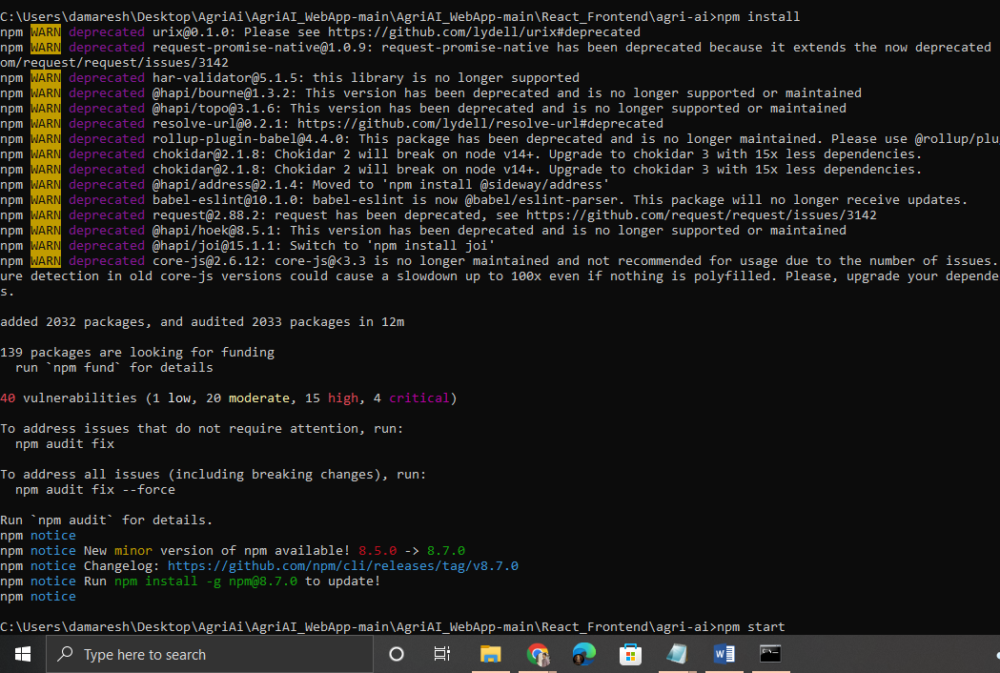 C:\Users\damaresh\Desktop\AgriAi\AgriAI_WebApp-main\AgriAI_WebApp-main\React_Frontend\agri-ai>npm install
npm WARN deprecated urix@0.1.0: Please see https://github.com/lydell/urix#deprecated
npm WARN deprecated request-promise-native@1.0.9: request-promise-native has been deprecated because it extends the now deprecated
om/request/request/issues/3142
npm WARN deprecated har-validator@5.1.5: this library is no longer supported
npm WARN deprecated @hapi/bourne@1.3.2: This version has been deprecated and is no longer supported or maintained
npm WARN deprecated @hapi/topo@3.1.6: This version has been deprecated and is no longer supported or maintained
npm WARN deprecated resolve-url@0.2.1: https://github.com/lydell/resolve-url#deprecated
npm WARN deprecated rollup-plugin-babel@4.4.0: This package has been deprecated and is no longer maintained. Please use @rollup/plu
npm WARN deprecated chokidar@2.1.8: Chokidar 2 will break on node v14+. Upgrade to chokidar 3 with 15x less dependencies.
npm WARN deprecated chokidar@2.1.8: Chokidar 2 will break on node v14+. Upgrade to chokidar 3 with 15x less dependencies.
npm WARN deprecated @hapi/address@2.1.4: Moved to 'npm install @sideway/address'
npm WARN deprecated babel-eslint@10.1.0: babel-eslint is now @babel/eslint-parser. This package will no longer receive updates.
npm WARN deprecated request@2.88.2: request has been deprecated, see https://github.com/request/request/issues/3142
npm WARN deprecated @hapi/hoek@8.5.1: This version has been deprecated and is no longer supported or maintained
npm WARN deprecated @hapi/joi@15.1.1: Switch to 'npm install joi'
npm WARN deprecated core-js@2.6.12: core-js@<3.3 is no longer maintained and not recommended for usage due to the number of issues.
ure detection in old core-js versions could cause a slowdown up to 100x even if nothing is polyfilled. Please, upgrade your depende
s.
added 2032 packages, and audited 2033 packages in 12m
139 packages are looking for funding
run `npm fund` for details
40 vulnerabilities (1 low, 20 moderate, 15 high, 4 critical)
To address issues that do not require attention, run:
npm audit fix
To address all issues (including breaking changes), run:
npm audit fix --force
Run `npm audit` for details.
npm notice
npm notice New minor version of npm available! 8.5.0 -> 8.7.0
npm notice Changelog: https://github.com/npm/cli/releases/tag/v8.7.0
npm notice Run npm install -g npm@8.7.0 to update!
npm notice
C:\Users\damaresh\Desktop\AgriAi\AgriAI_WebApp-main\AgriAI_WebApp-main\React_Frontend\agri-ai>npm start
Type here to search